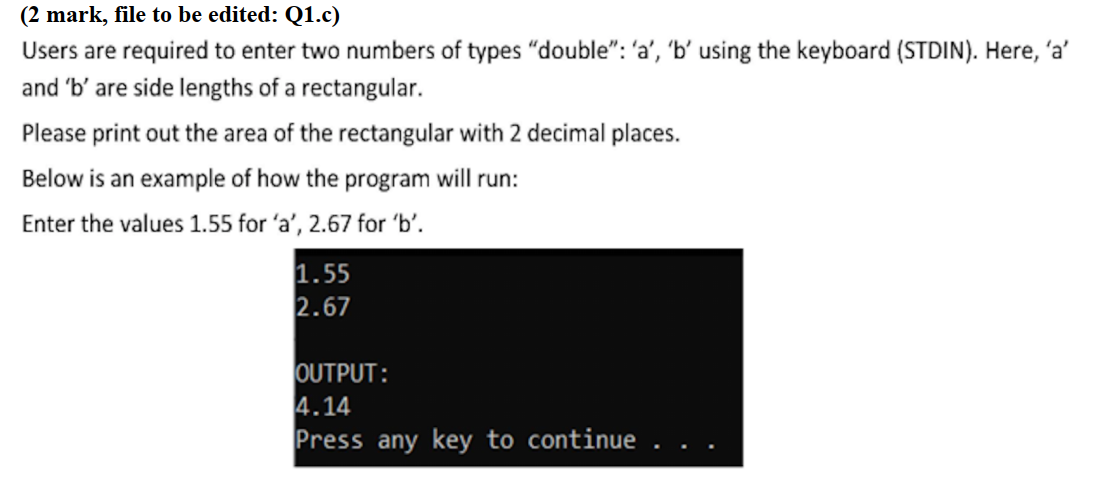 (2 mark, file to be edited: Q1.c)
Users are required to enter two numbers of types “double”: ‘a’, ‘b’ using the keyboard (STDIN). Here, ‘a’
and ‘b’ are side lengths of a rectangular.
Please print out the area of the rectangular with 2 decimal places.
Below is an example of how the program will run:
Enter the values 1.55 for ‘a’, 2.67 for ‘b’.
1.55
2.67
OUTPUT:
4.14
Press any key to continue . . .